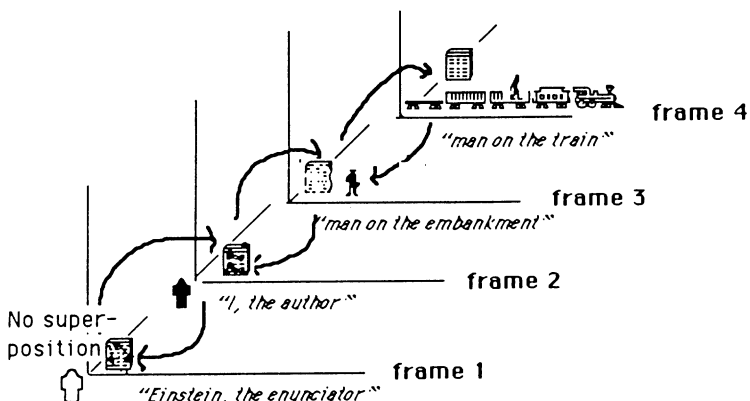 frame 4
"man on the train"
frame 3
"man on the embankment"
frame 2
"I, the author"
No super-
position
frame 1
"Einstein, the enunciator"